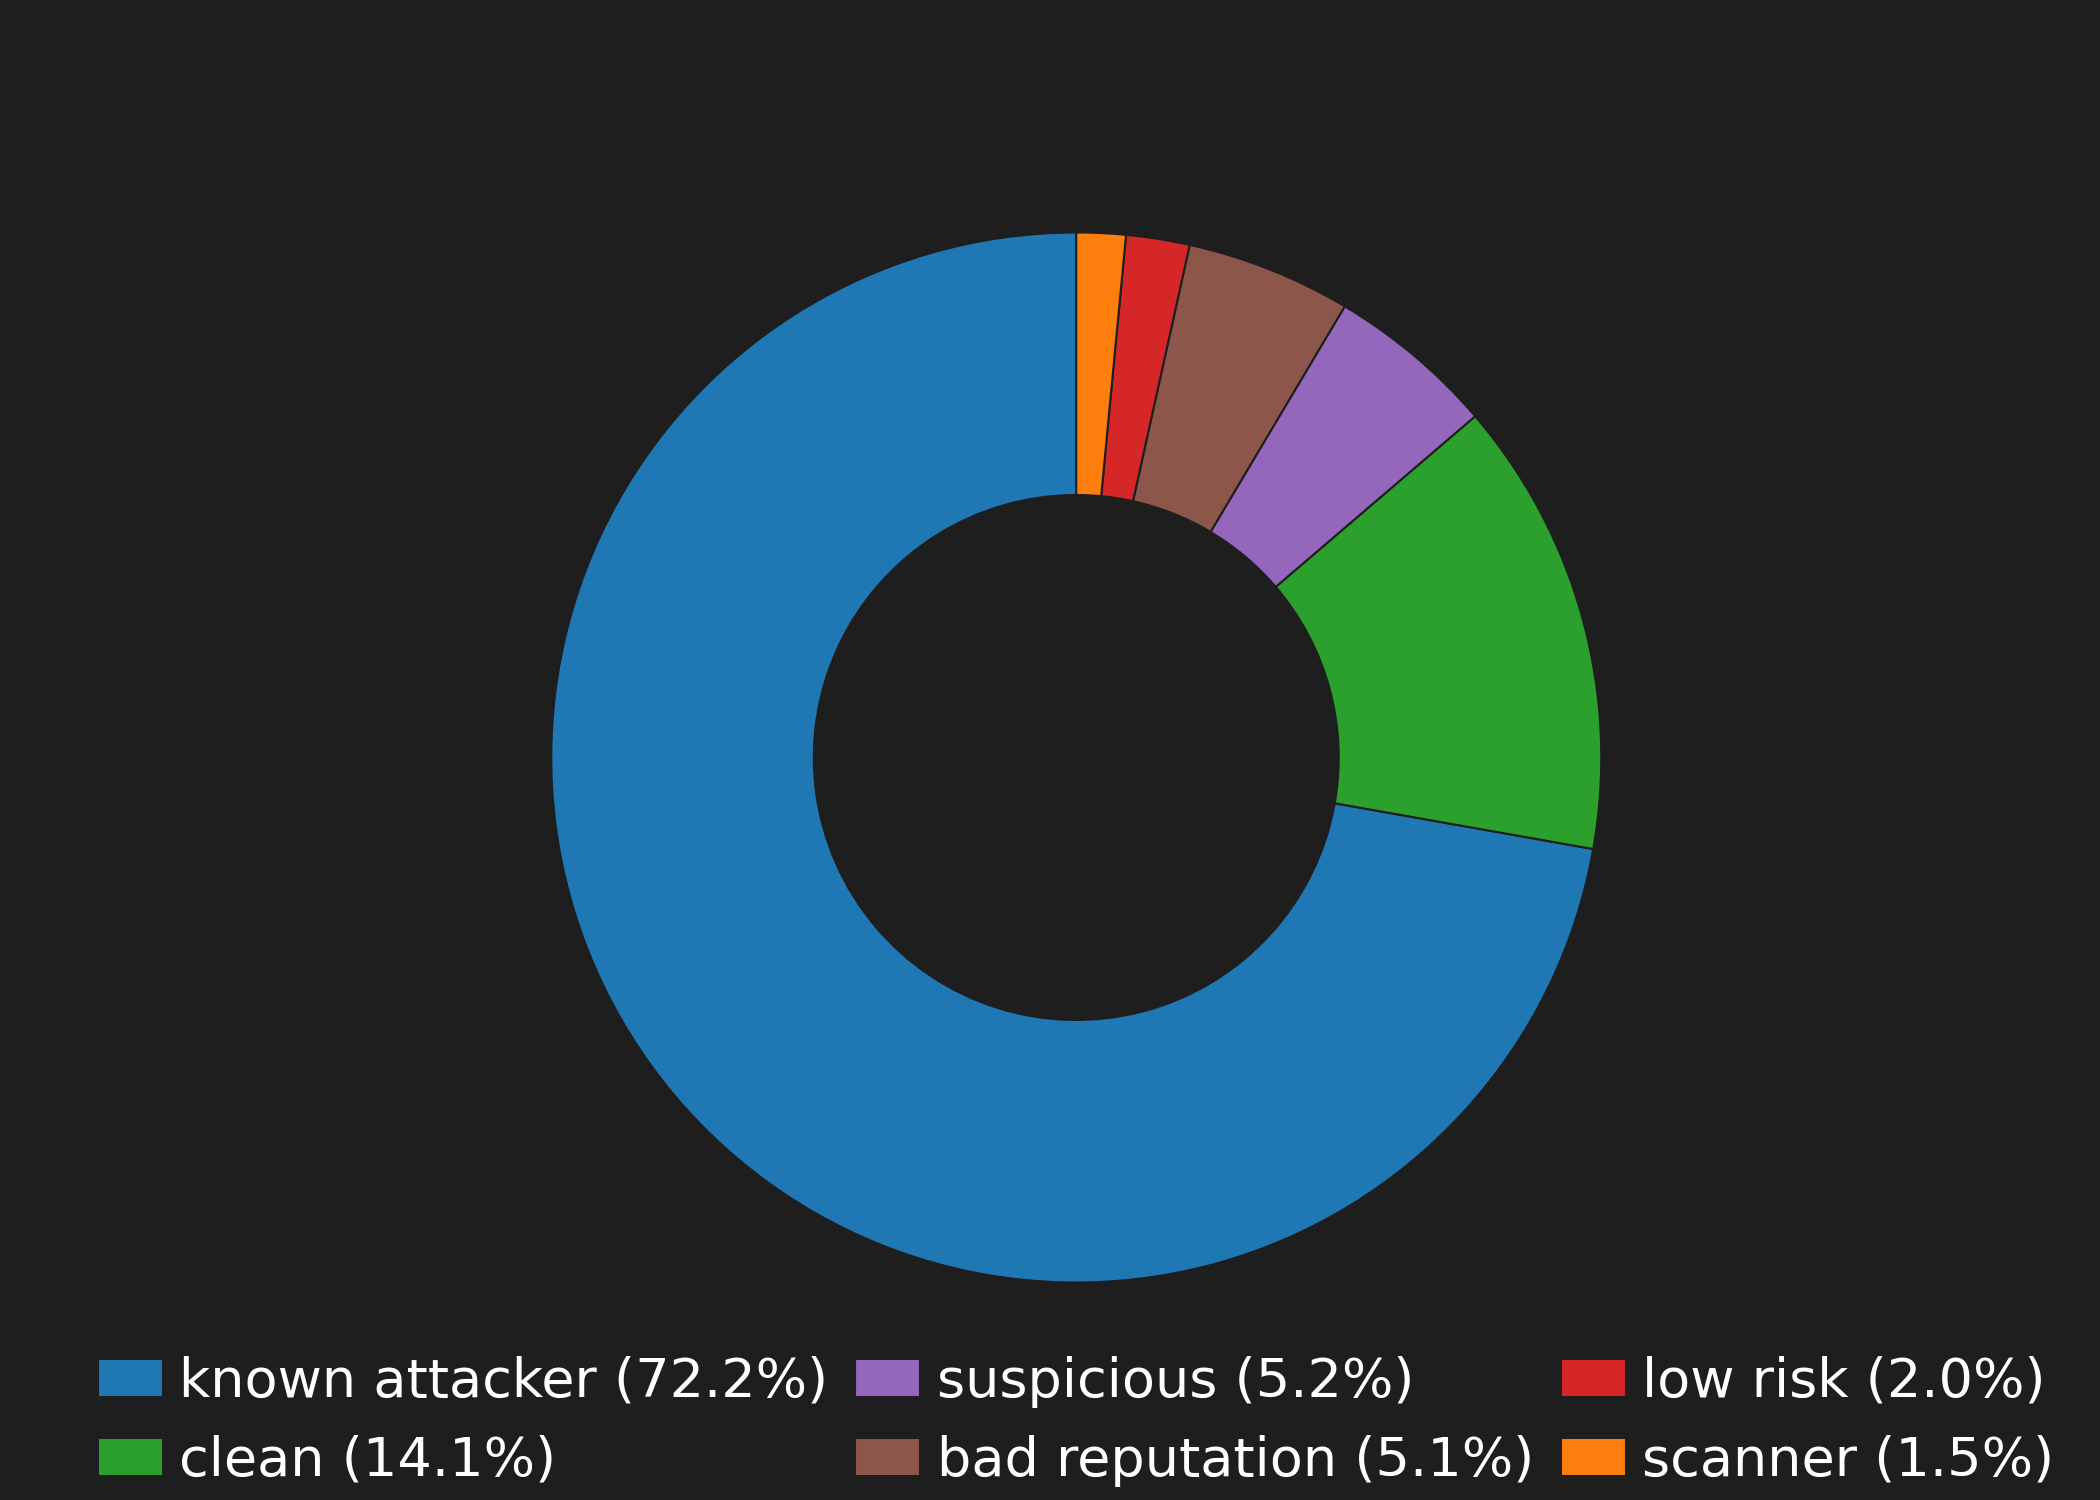 known attacker (72.2%)
clean (14.1%)
suspicious (5.2%)
bad reputation (5.1%)
low risk (2.0%)
scanner (1.5%)